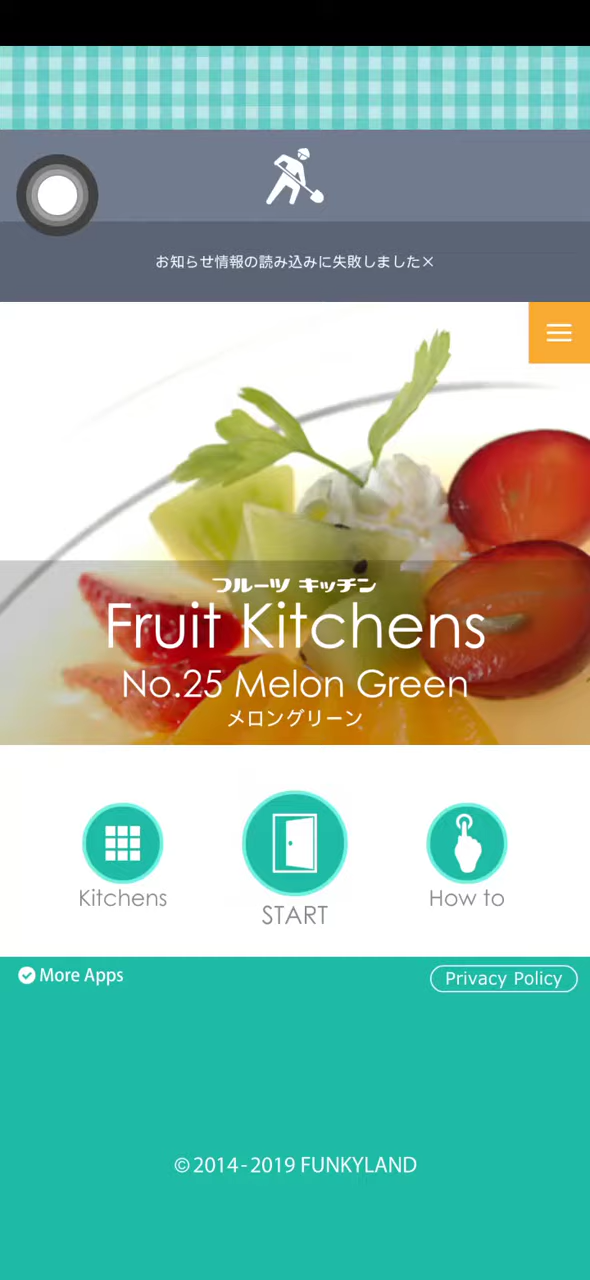 お知らせ情報の読み込みに失敗しました×
フルーツ キッチン
Fruit Kitchens
No.25 Melon Green
メロングリーン
Kitchens
START
How to
More Apps
Privacy Policy
©2014-2019 FUNKYLAND